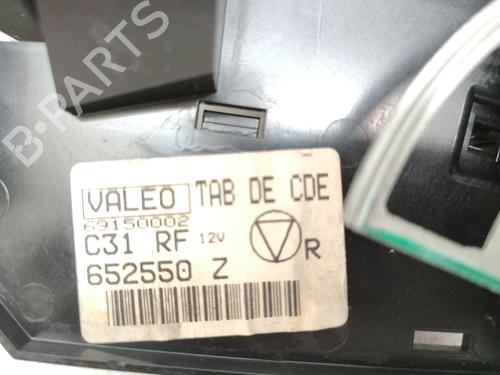 VALEO TAB DE CDE
69150002
C31 RF 12V
652550 Z R
B-PARTS